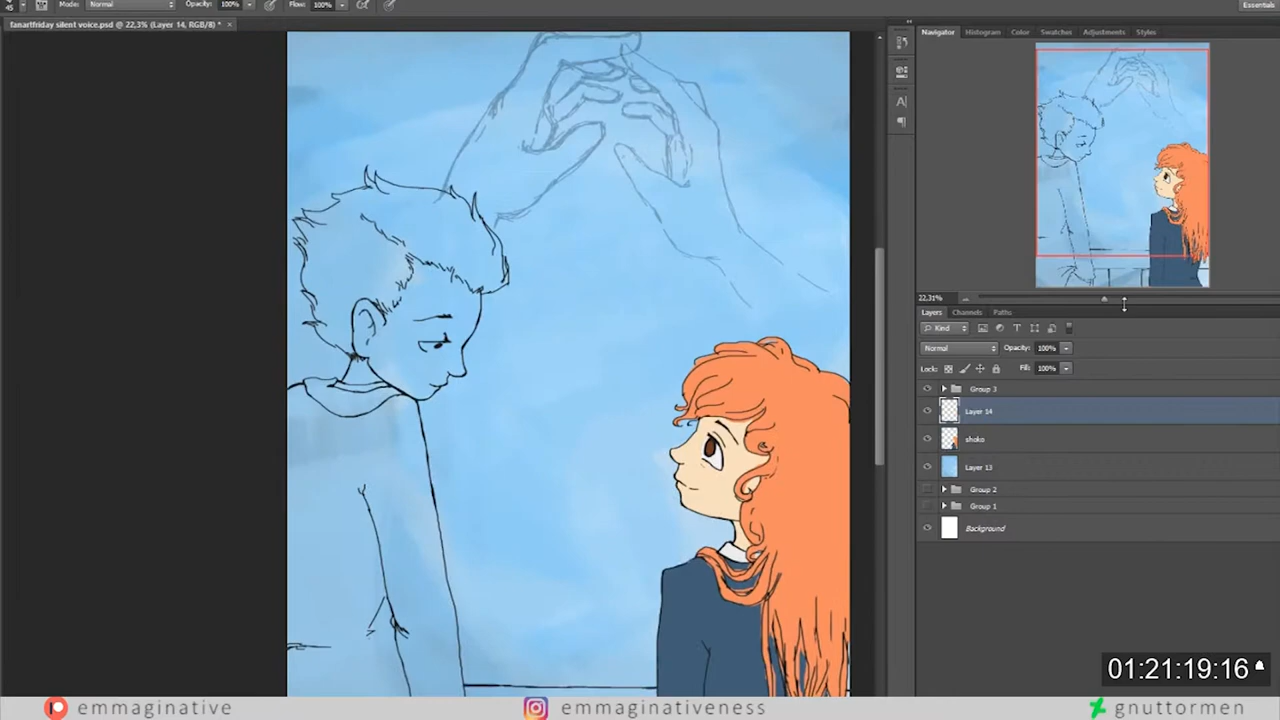 45 Mode: Normal Opacity: 100% Flow: 100% Essentials
fanartfriday silent voice.psd @ 22,3% (Layer 14, RGB/8) * ×
Navigator Histogram Color Swatches Adjustments Styles
A|
¶
22,31%
Layers Channels Paths
Kind T
Normal Opacity: 100%
Lock: Fill: 100%
Group 3
Layer 14
shoko
Layer 13
Group 2
Group 1
Background
01:21:19:16
emmaginative emmaginativeness gnuttormen